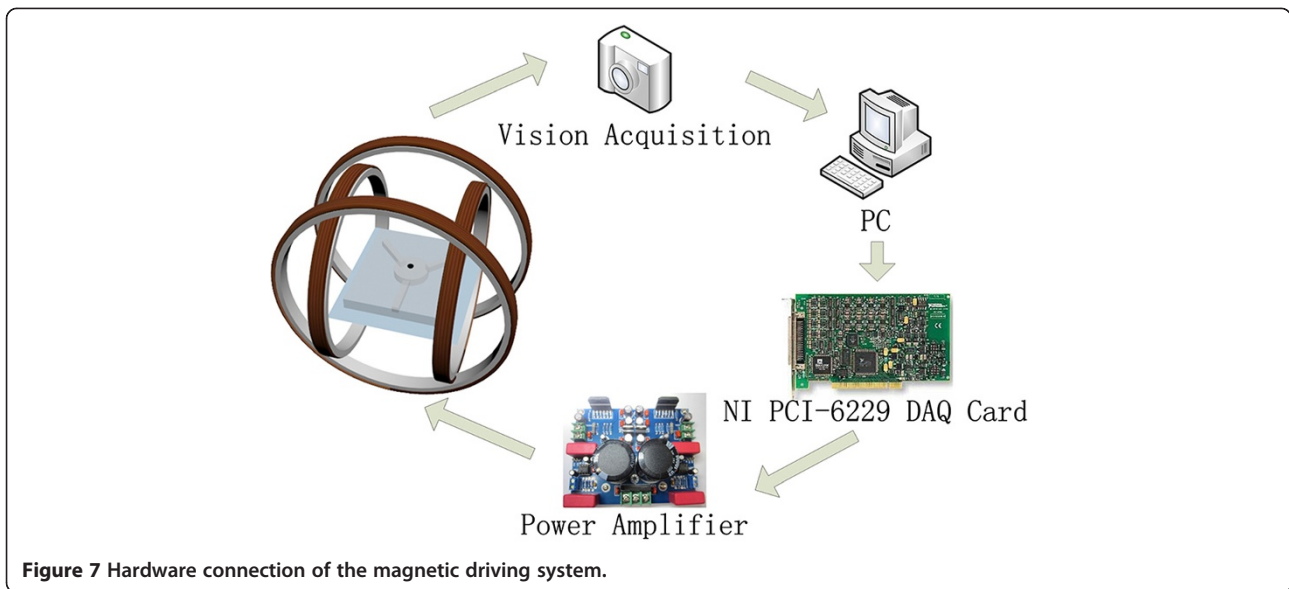 Vision Acquisition
PC
NI PCI-6229 DAQ Card
Power Amplifier
Figure 7 Hardware connection of the magnetic driving system.